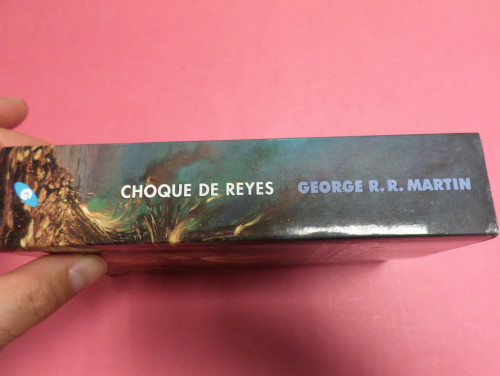 CHOQUE DE REYES GEORGE R. R. MARTIN